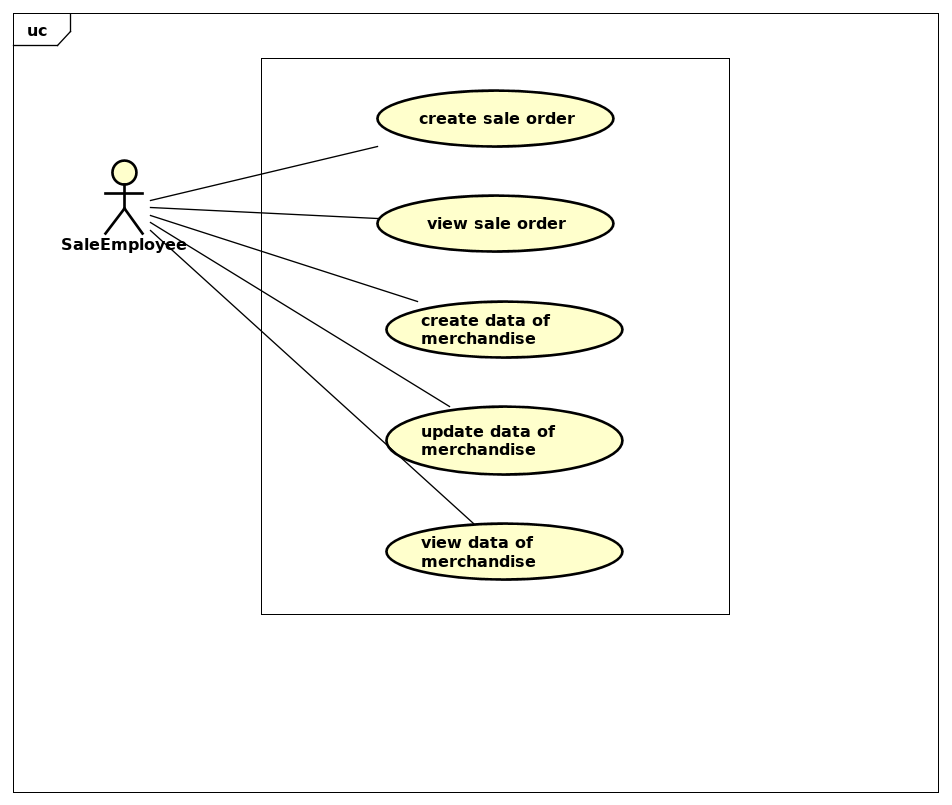 uc
create sale order
SaleEmployee
view sale order
create data of
merchandise
update data of
merchandise
view data of
merchandise